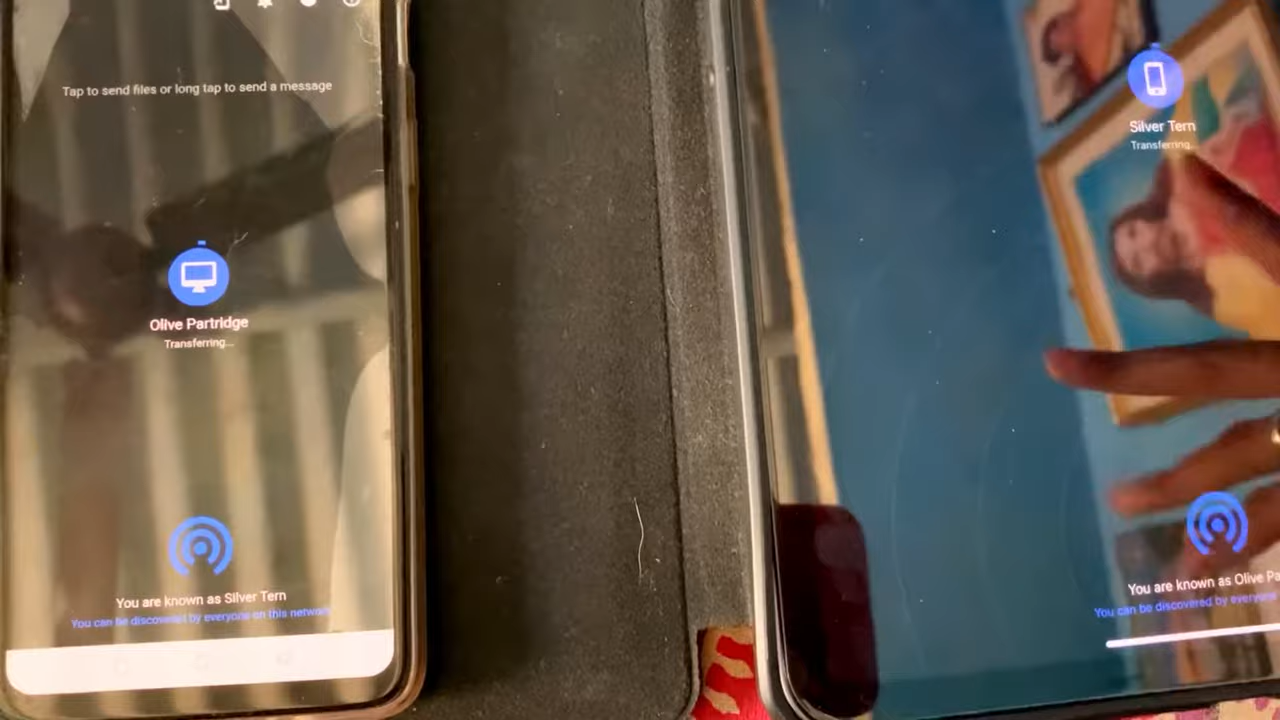 Tap to send files or long tap to send a message
Olive Partridge
Transferring...
You are known as Silver Tern
You can be discovered by everyone on this network
Silver Tern
Transferring...
You are known as Olive Pa
You can be discovered by everyone